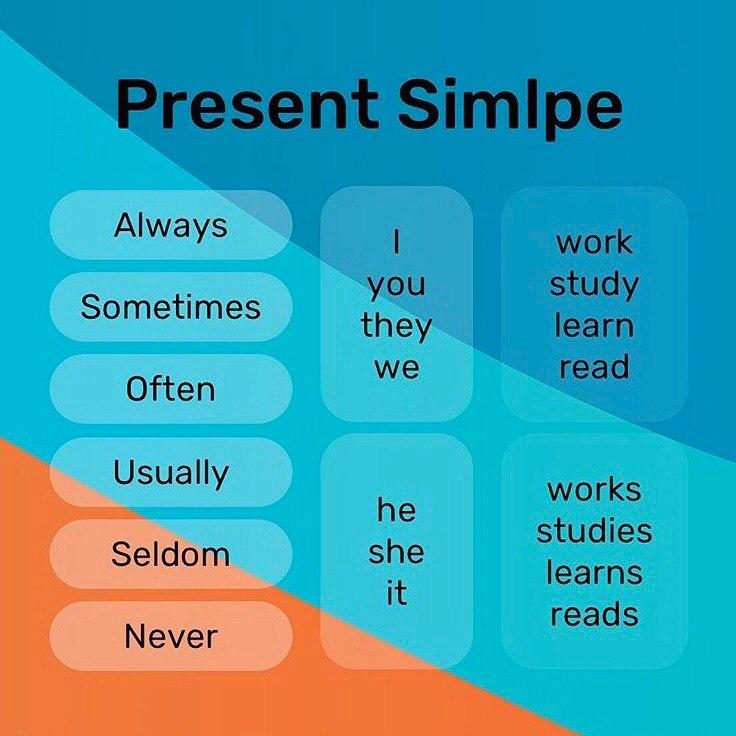 Present Simlpe
Always
Sometimes
Often
Usually
Seldom
Never
I
you
they
we
he
she
it
work
study
learn
read
works
studies
learns
reads